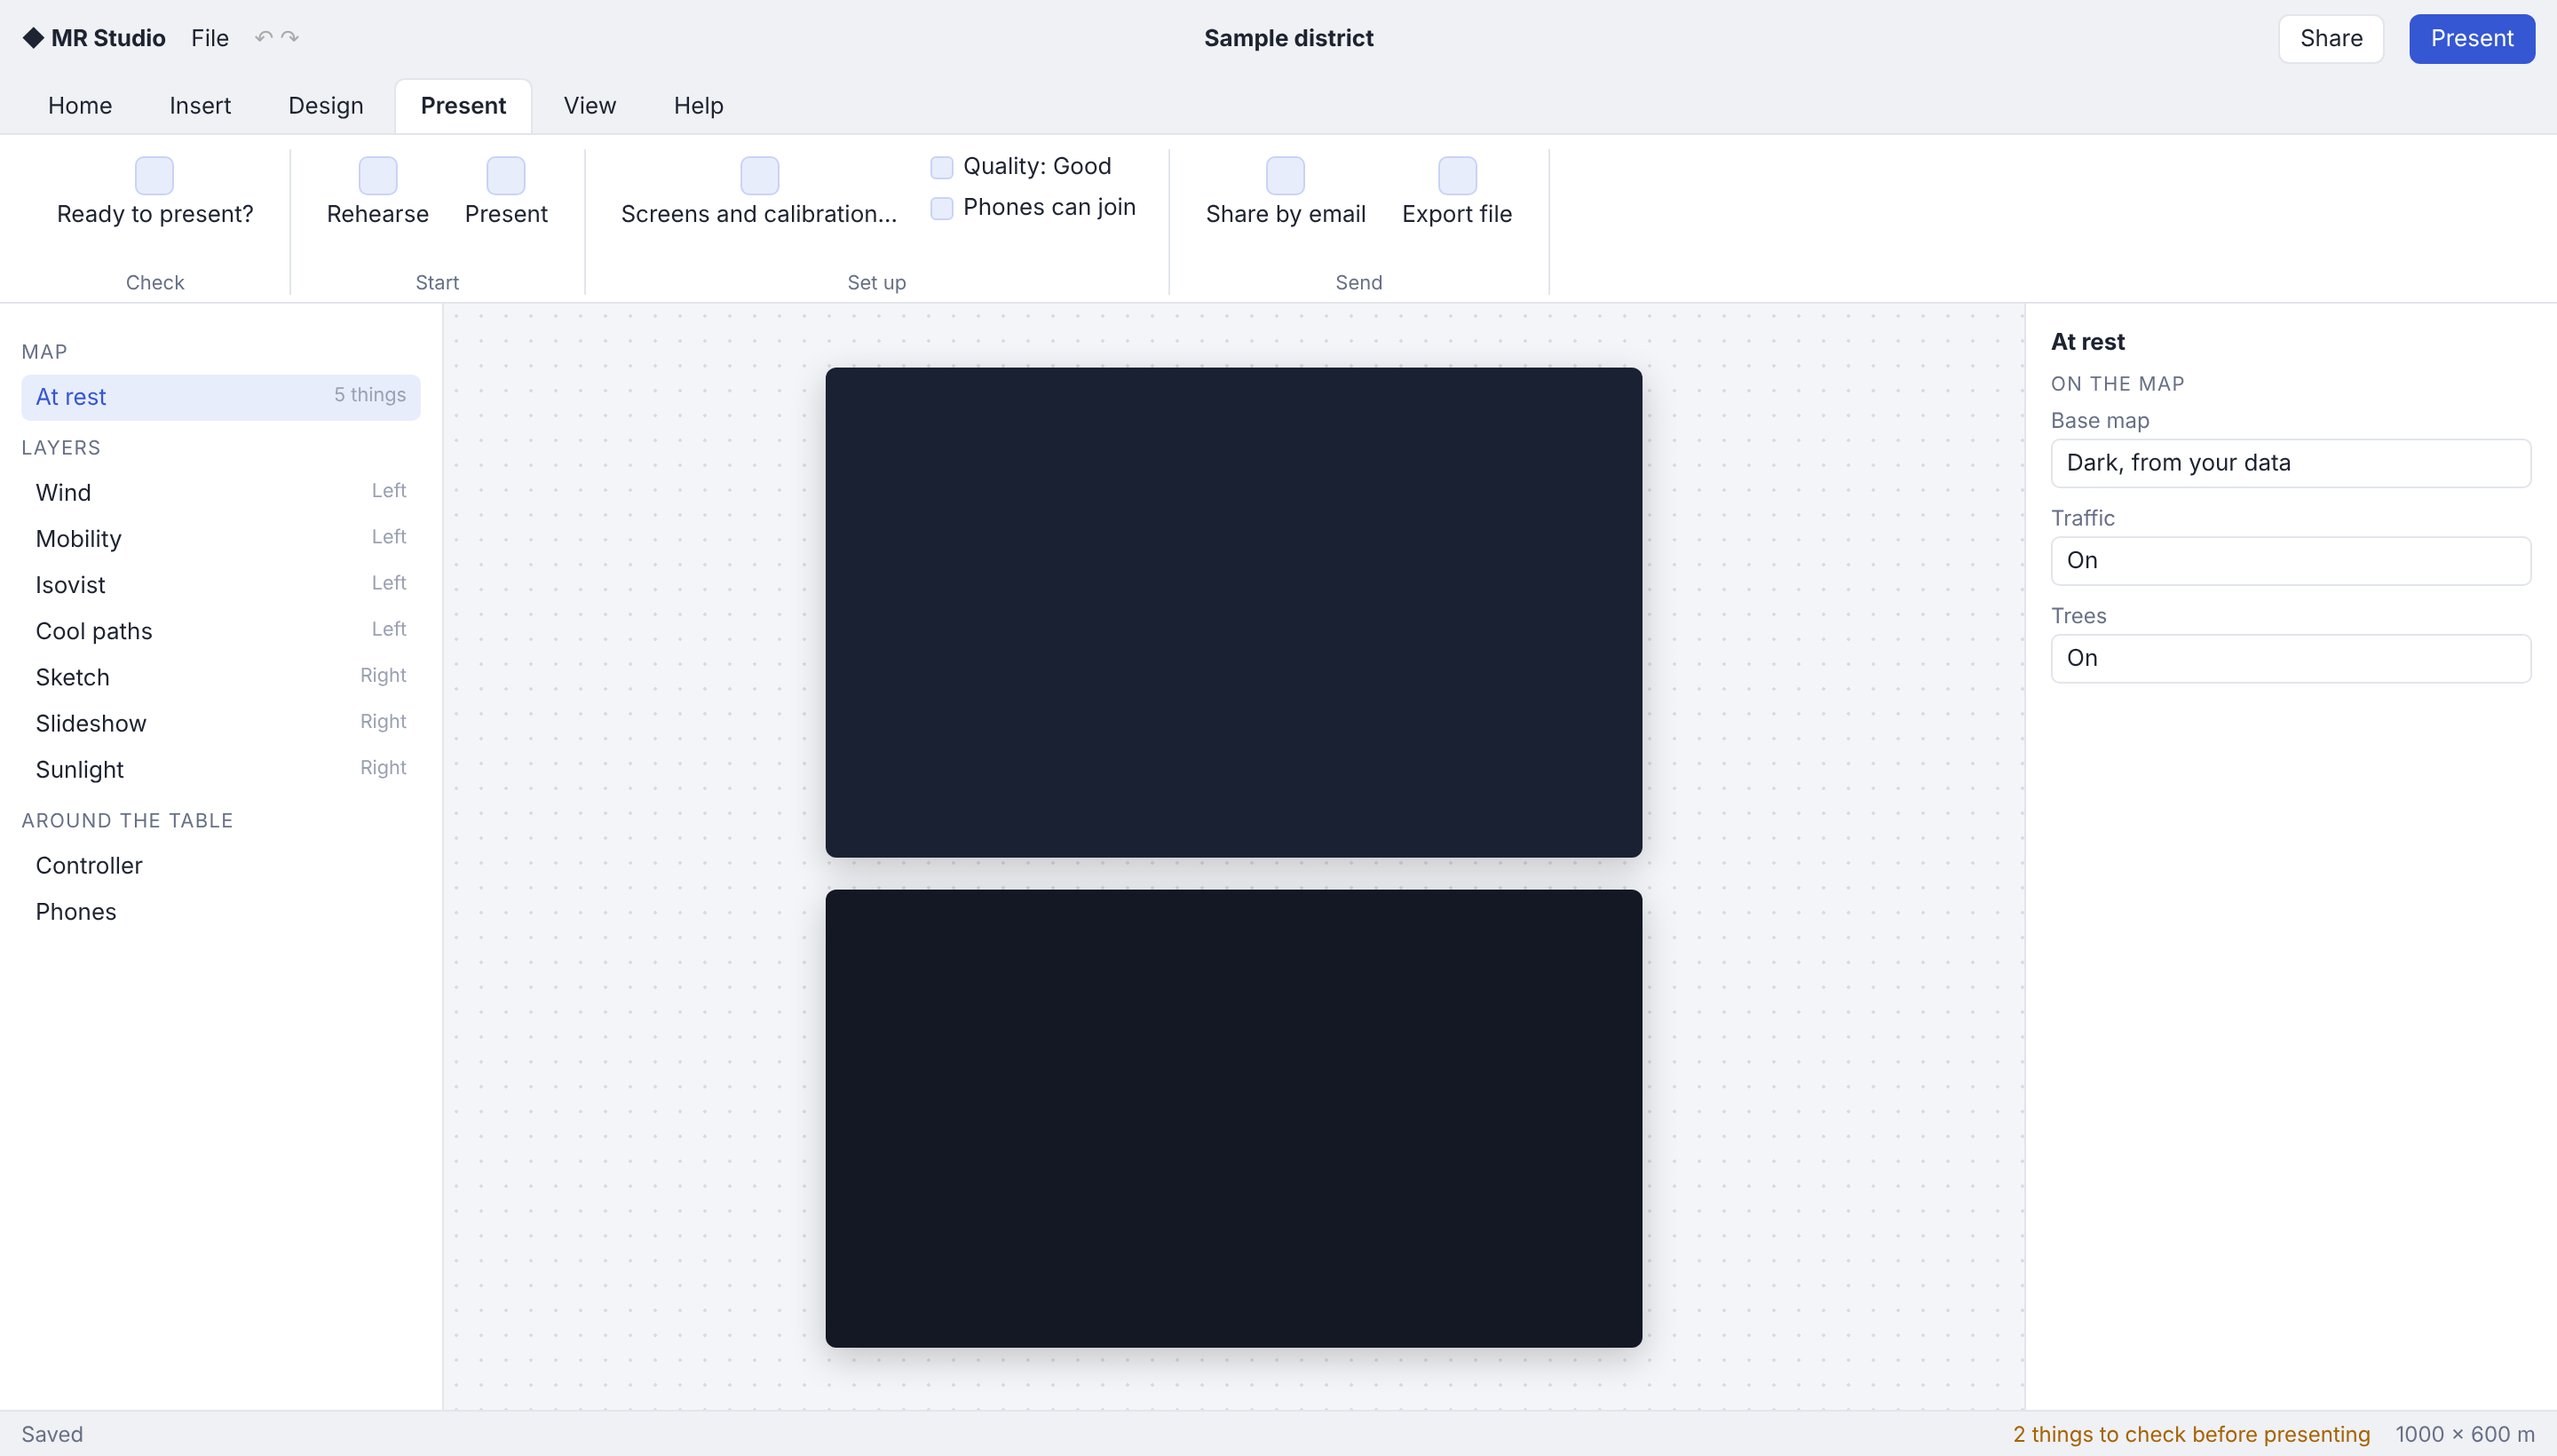 ◆ MR Studio File ↶ ↷ Sample district Share Present
Home Insert Design Present View Help
Ready to present?
Check
Rehearse Present
Start
Screens and calibration...
Quality: Good
Phones can join
Set up
Share by email Export file
Send
MAP
At rest 5 things
LAYERS
Wind Left
Mobility Left
Isovist Left
Cool paths Left
Sketch Right
Slideshow Right
Sunlight Right
AROUND THE TABLE
Controller
Phones
At rest
ON THE MAP
Base map
Dark, from your data
Traffic
On
Trees
On
Saved 2 things to check before presenting 1000 × 600 m